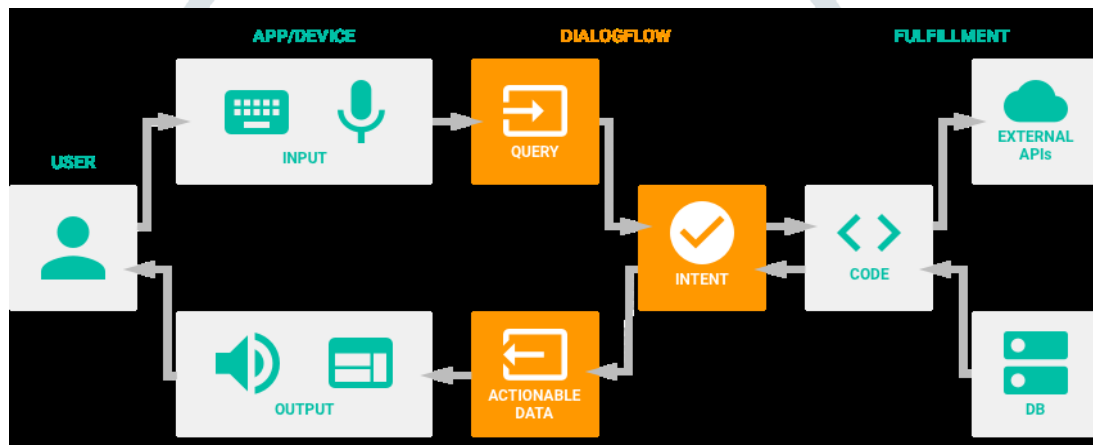 APP/DEVICE
DIALOGFLOW
FULFILLMENT
INPUT
QUERY
EXTERNAL
APIs
USER
INTENT
CODE
OUTPUT
ACTIONABLE
DATA
DB